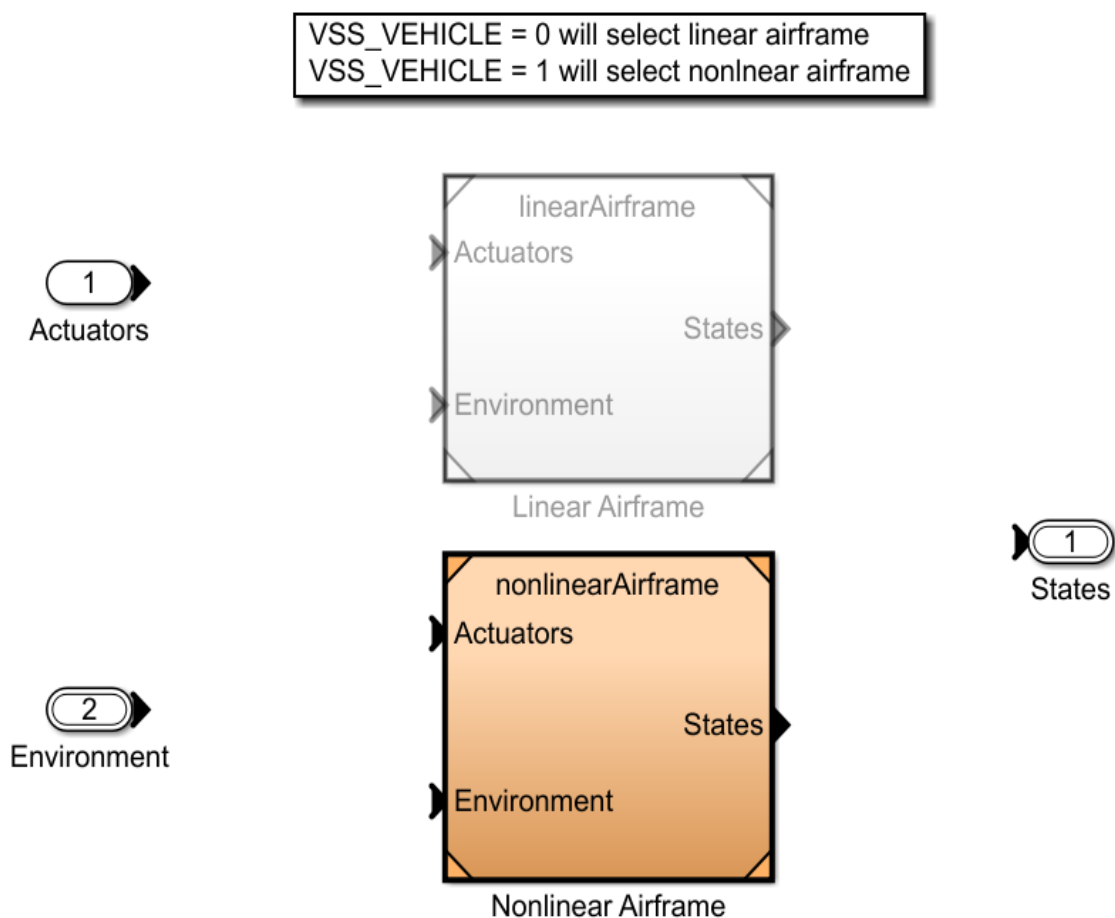 VSS_VEHICLE = 0 will select linear airframe
VSS_VEHICLE = 1 will select nonlnear airframe
linearAirframe
Actuators
States
Environment
Linear Airframe
1
Actuators
nonlinearAirframe
Actuators
States
Environment
Nonlinear Airframe
2
Environment
1
States